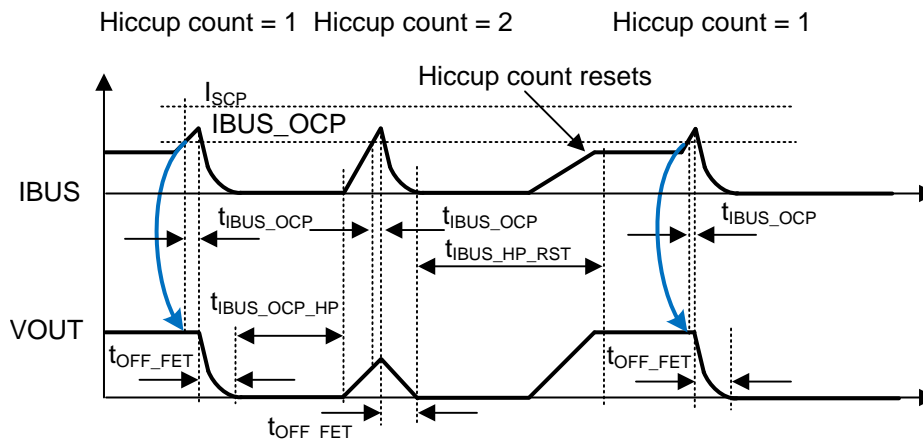 Hiccup count = 1
Hiccup count = 2
Hiccup count = 1
Hiccup count resets
ISCP
IBUS_OCP
IBUS
tIBUS_OCP
tIBUS_OCP
tIBUS_OCP
tIBUS_HP_RST
tIBUS_OCP_HP
VOUT
tOFF_FET
tOFF_FET
tOFF_FET